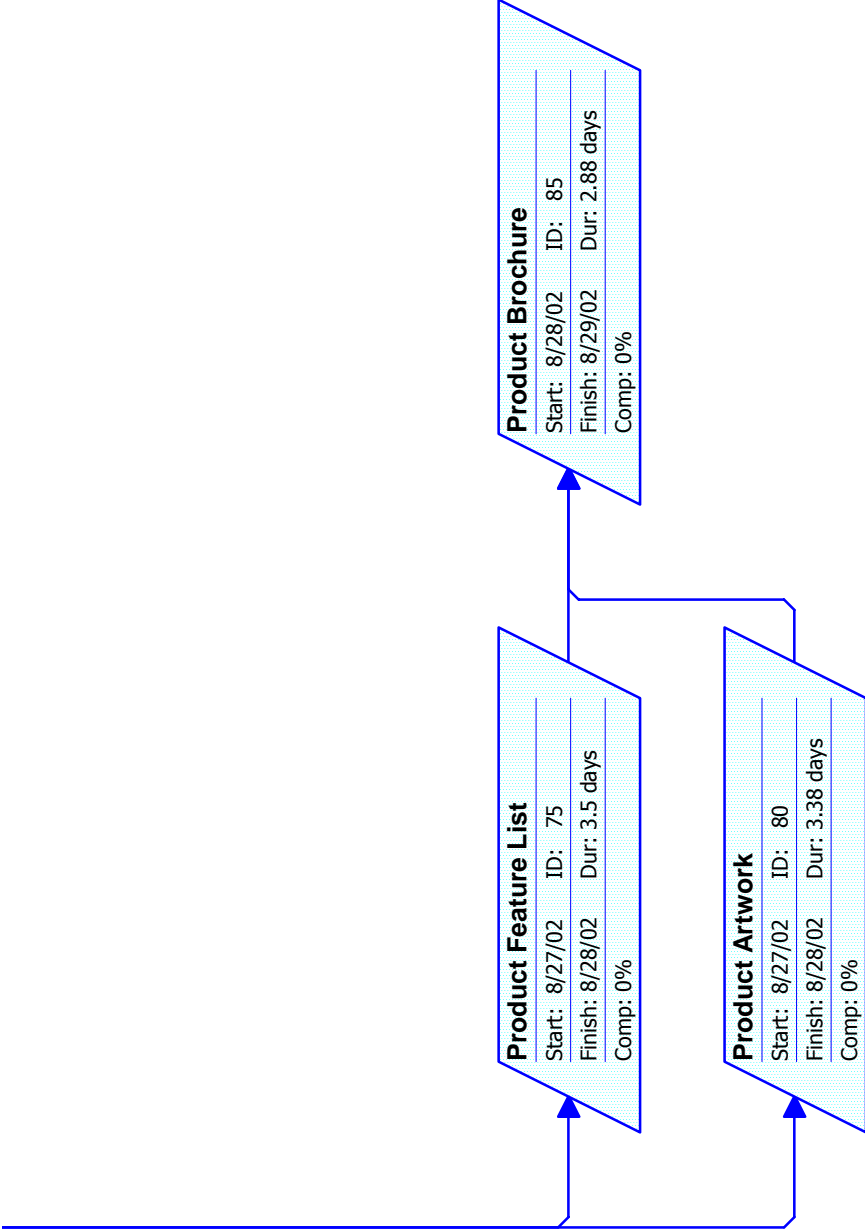 Product Brochure
Start: 8/28/02 ID: 85
Finish: 8/29/02 Dur: 2.88 days
Comp: 0%
Product Feature List
Start: 8/27/02 ID: 75
Finish: 8/28/02 Dur: 3.5 days
Comp: 0%
Product Artwork
Start: 8/27/02 ID: 80
Finish: 8/28/02 Dur: 3.38 days
Comp: 0%